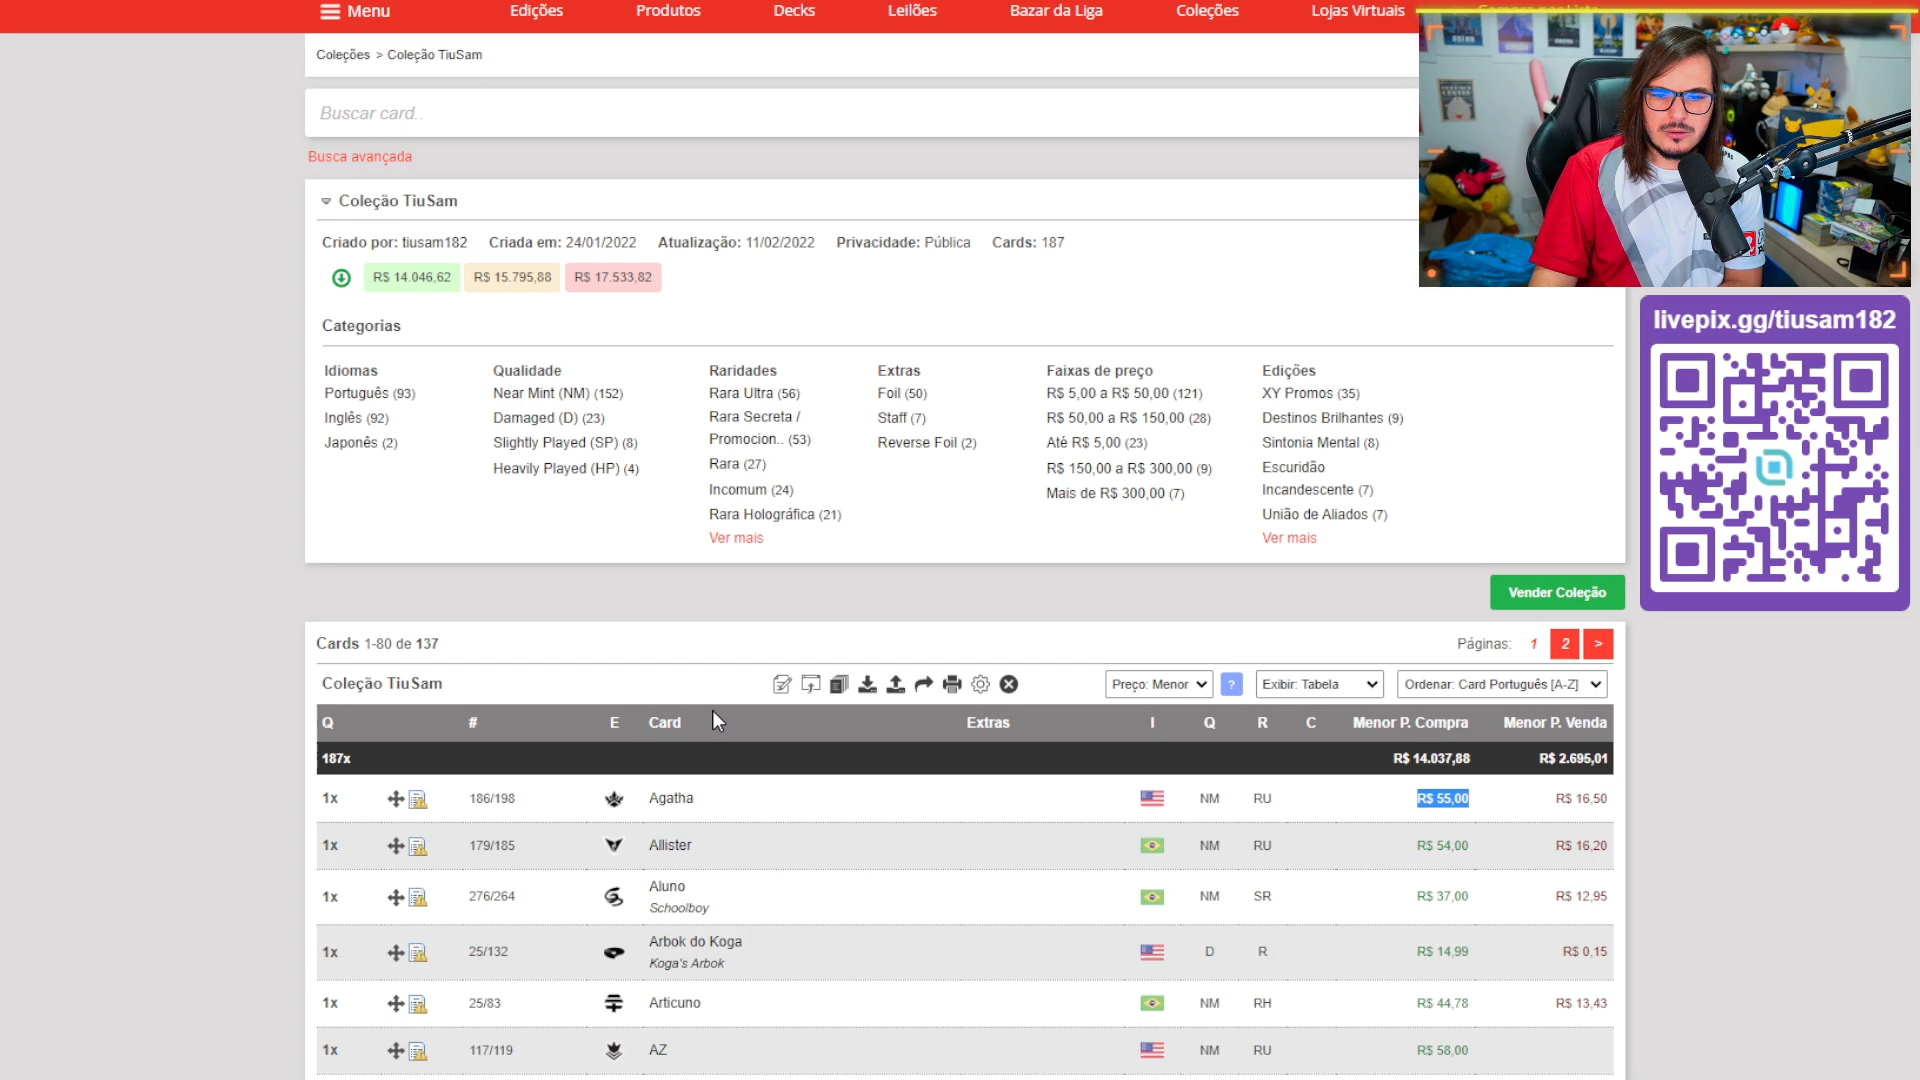 Menu
Edições
Produtos
Decks
Leilões
Bazar da Liga
Coleções
Lojas Virtuais
Coleções > Coleção TiuSam
Buscar card..
Busca avançada
Coleção TiuSam
Criado por: tiusam182 Criada em: 24/01/2022 Atualização: 11/02/2022 Privacidade: Pública Cards: 187
R$ 14.046,62 R$ 15.795,88 R$ 17.533,82
livepix.gg/tiusam182
Categorias
Idiomas
Português (93)
Inglês (92)
Japonês (2)
Qualidade
Near Mint (NM) (152)
Damaged (D) (23)
Slightly Played (SP) (8)
Heavily Played (HP) (4)
Raridades
Rara Ultra (56)
Rara Secreta /
Promocion.. (53)
Rara (27)
Incomum (24)
Rara Holográfica (21)
Ver mais
Extras
Foil (50)
Staff (7)
Reverse Foil (2)
Faixas de preço
R$ 5,00 a R$ 50,00 (121)
R$ 50,00 a R$ 150,00 (28)
Até R$ 5,00 (23)
R$ 150,00 a R$ 300,00 (9)
Mais de R$ 300,00 (7)
Edições
XY Promos (35)
Destinos Brilhantes (9)
Sintonia Mental (8)
Escuridão
Incandescente (7)
União de Aliados (7)
Ver mais
Vender Coleção
Cards 1-80 de 137
Páginas: 1 2 >
Coleção TiuSam
Preço: Menor ? Exibir: Tabela Ordenar: Card Português [A-Z]
Q # E Card Extras I Q R C Menor P. Compra Menor P. Venda
187x R$ 14.037,88 R$ 2.695,01
1x 186/198 Agatha NM RU R$ 55,00 R$ 16,50
1x 179/185 Allister NM RU R$ 54,00 R$ 16,20
1x 276/264 Aluno NM SR R$ 37,00 R$ 12,95
Schoolboy
1x 25/132 Arbok do Koga D R R$ 14,99 R$ 0,15
Koga's Arbok
1x 25/83 Articuno NM RH R$ 44,78 R$ 13,43
1x 117/119 AZ NM RU R$ 58,00